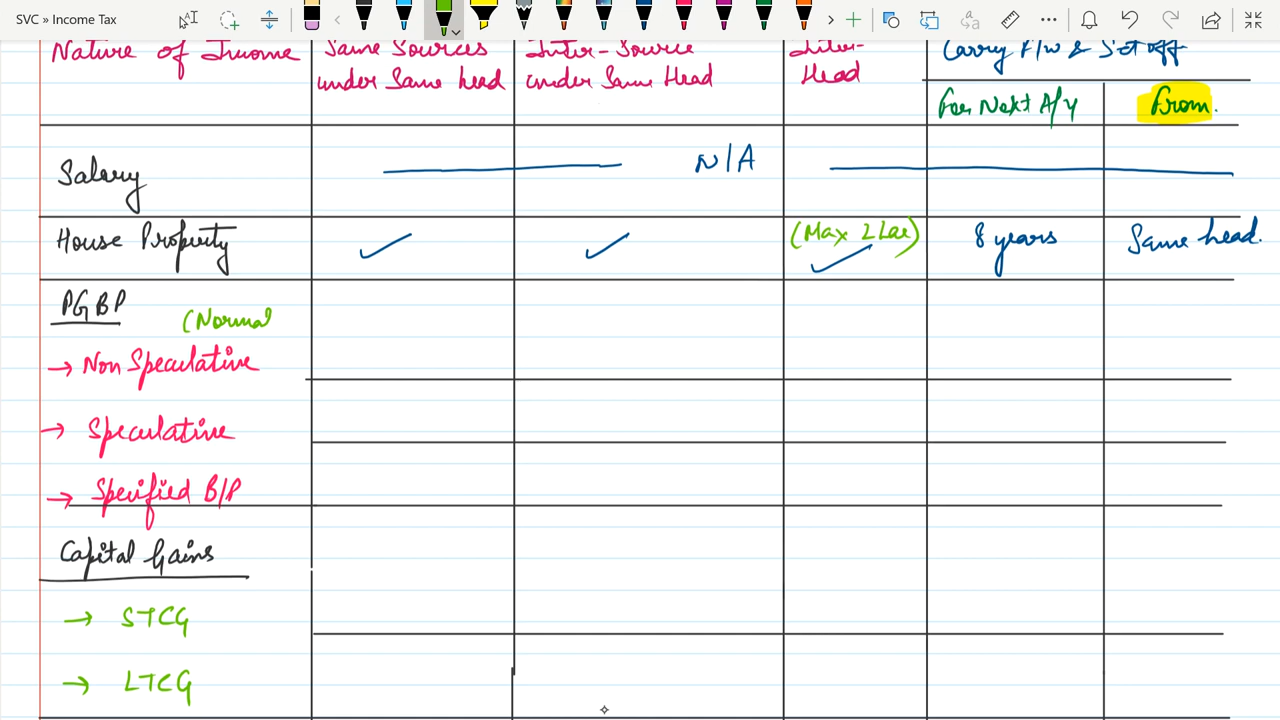 SVC » Income Tax
Nature of Income
Same Sources under Same head
Inter-Source under Same Head
Inter-Head
Carry F/w & Set off
For Next A/y
From.
Salary
N/A
House Property
(Max 2 Lac)
8 years
Same head.
PGBP
(Normal
→ Non Speculative
→ Speculative
→ Specified B/P
Capital Gains
→ STCG
→ LTCG